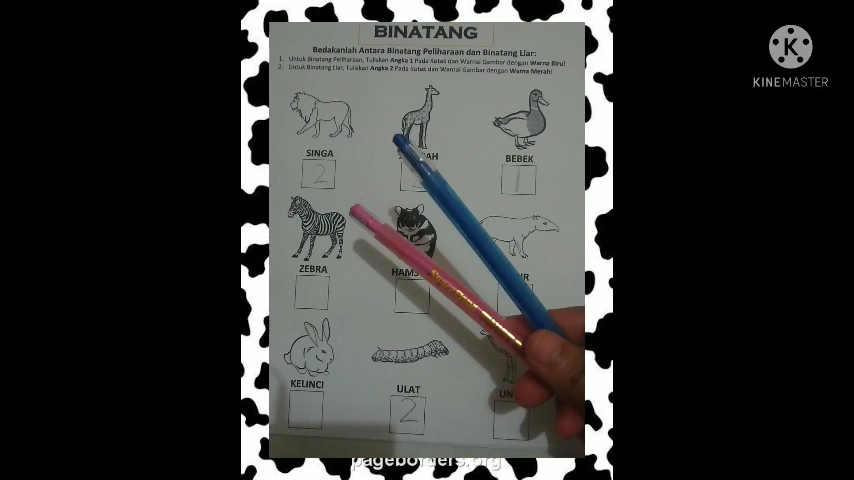 BINATANG
Bedakanlah Antara Binatang Peliharaan dan Binatang Liar:
1. Untuk Binatang Peliharaan, Tuliskan Angka 1 Pada Kotak dan Warnai Gambar dengan Warna Biru!
2. Untuk Binatang Liar, Tuliskan Angka 2 Pada Kotak dan Warnai Gambar dengan Warna Merah!
K
KINEMASTER
SINGA
BEBEK
2
1
ZEBRA
KELINCI
ULAT
2
pageborders.org